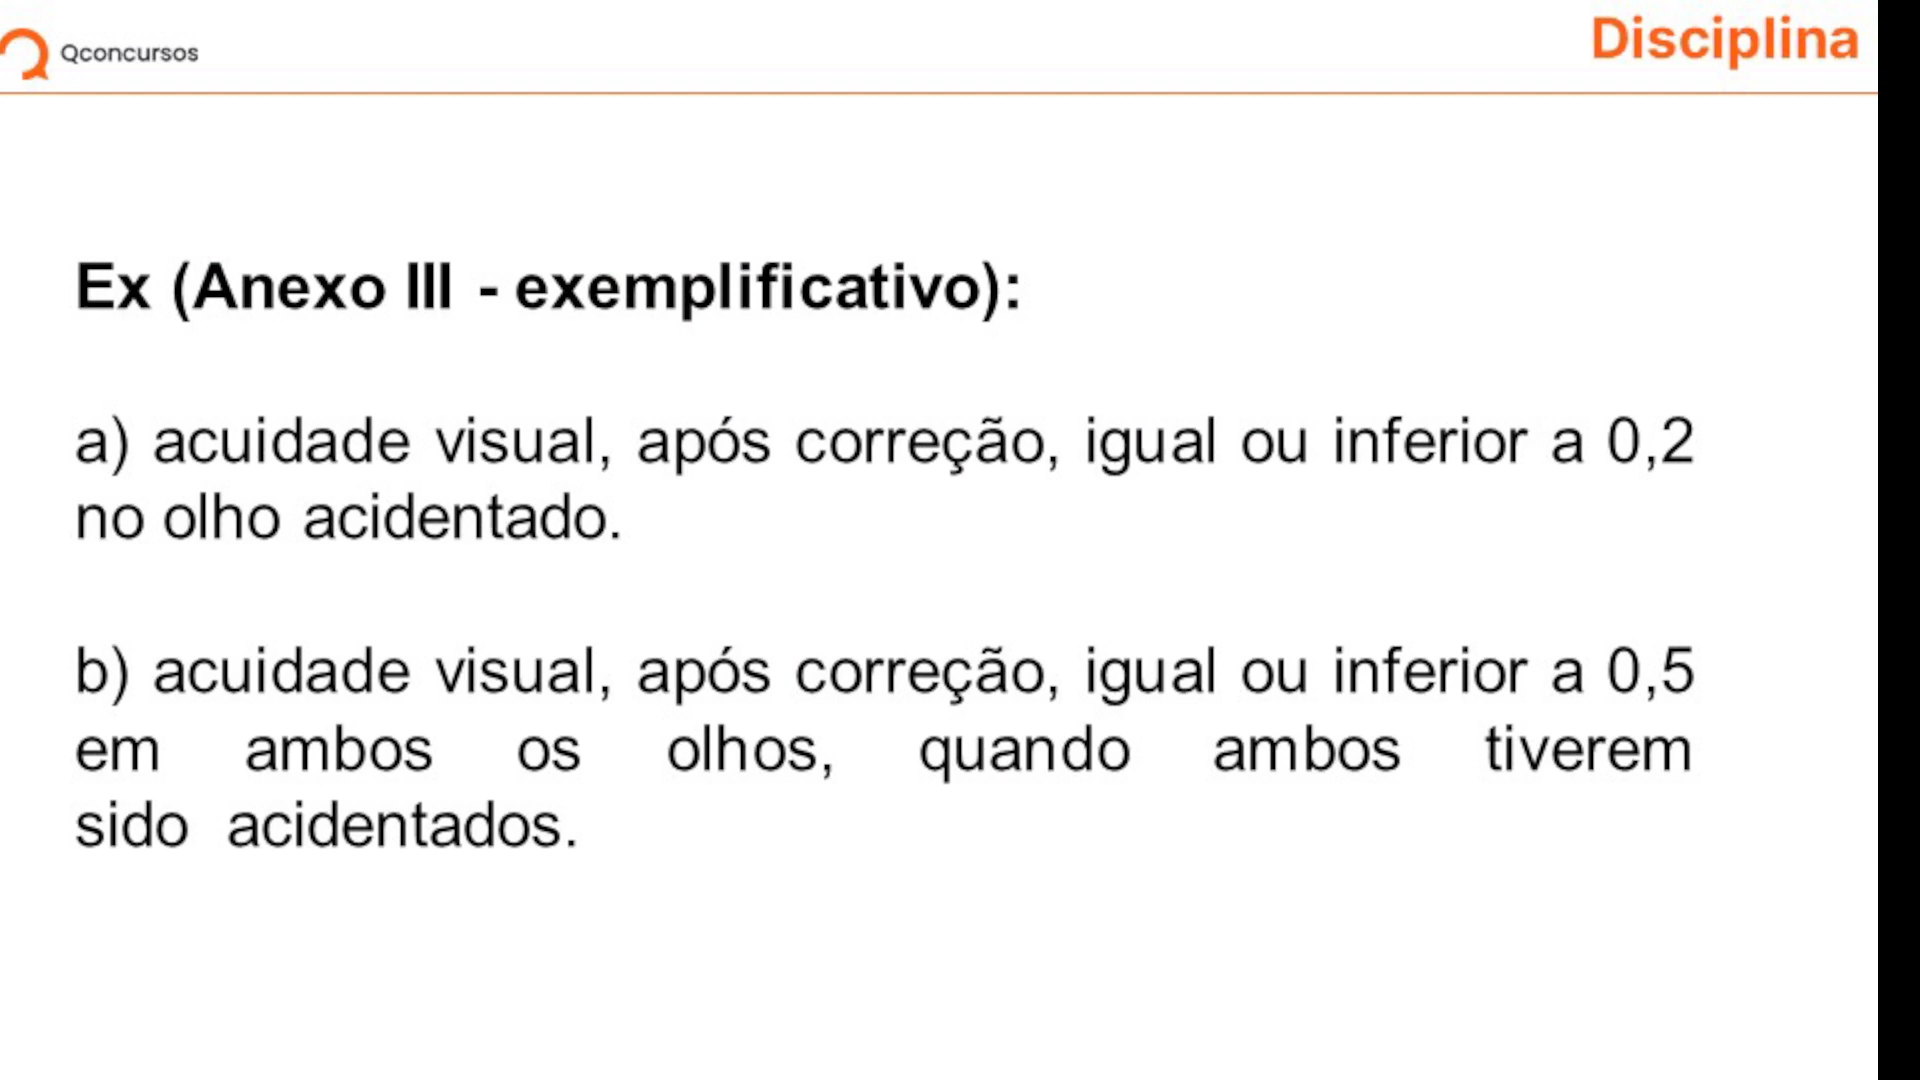 Qconcursos
Disciplina
Ex (Anexo III - exemplificativo):
a) acuidade visual, após correção, igual ou inferior a 0,2
no olho acidentado.
b) acuidade visual, após correção, igual ou inferior a 0,5
em ambos os olhos, quando ambos tiverem
sido acidentados.